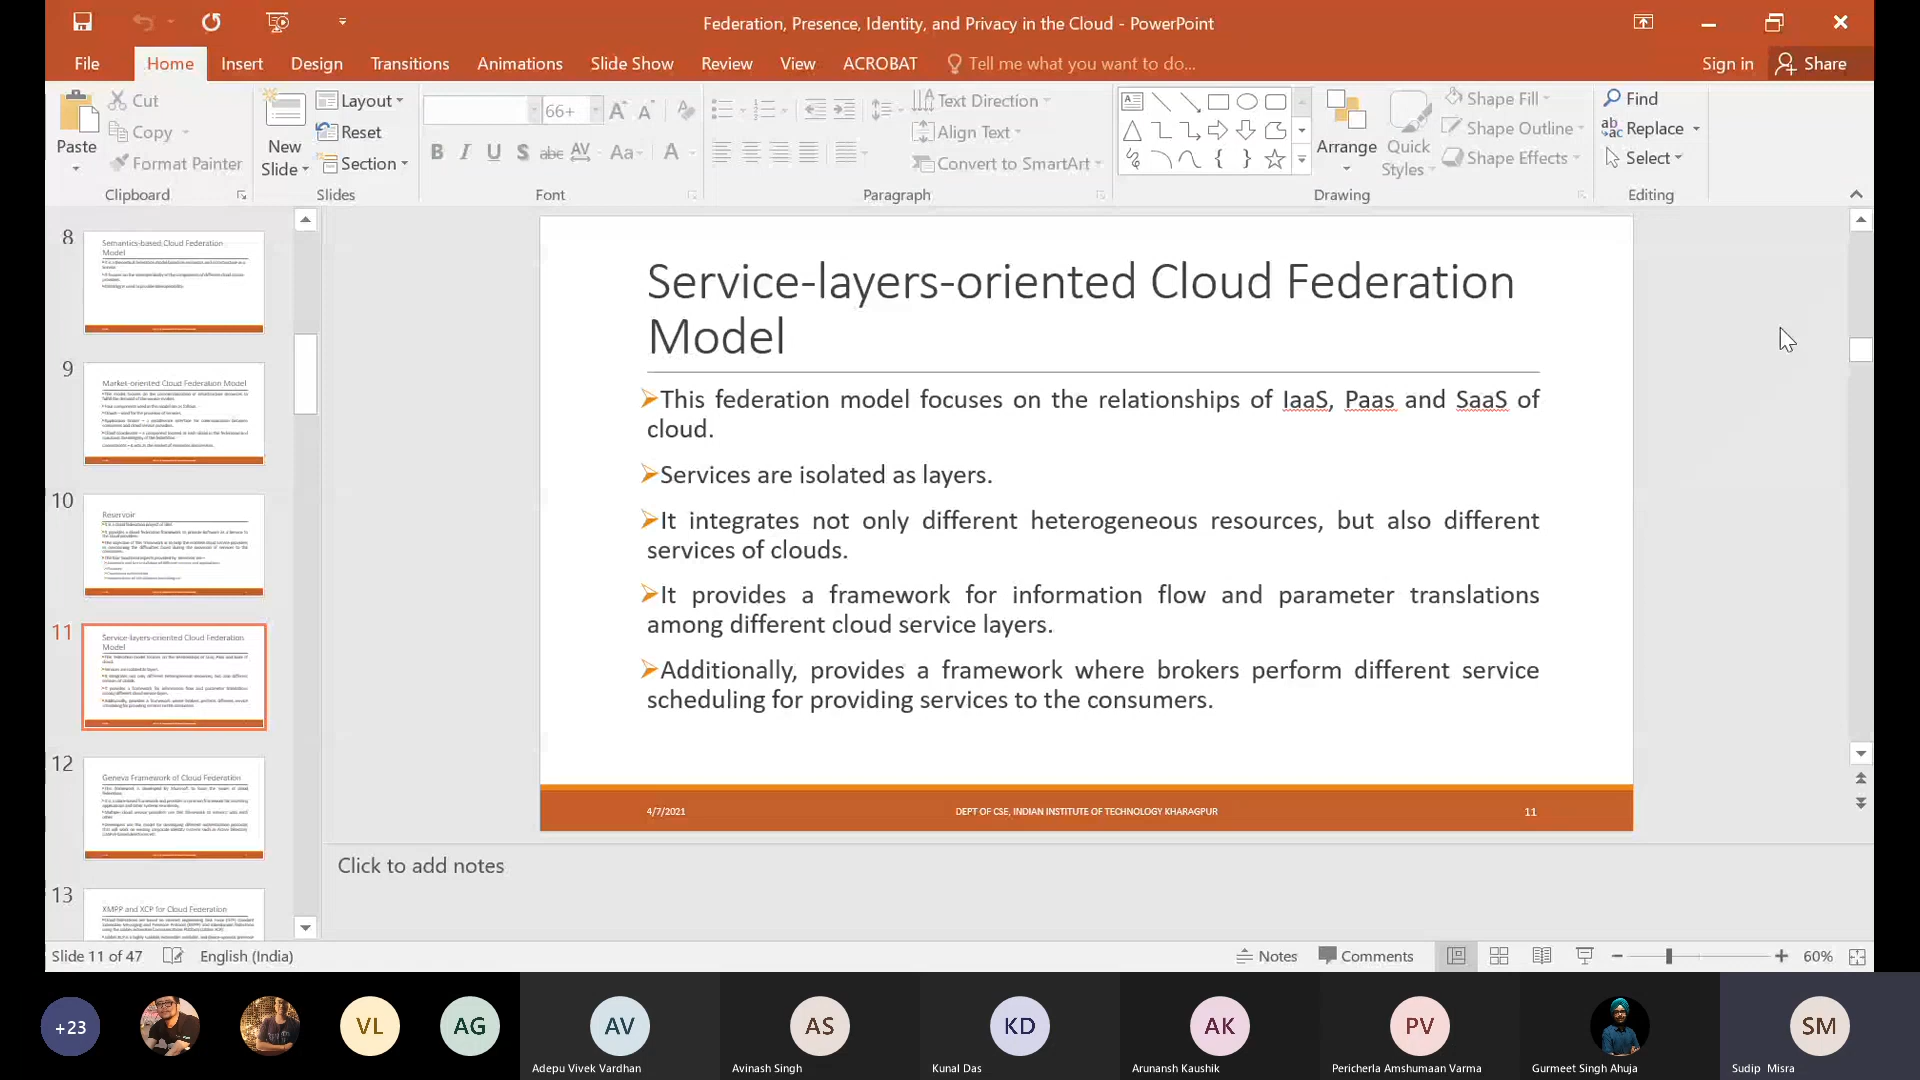 Federation, Presence, Identity, and Privacy in the Cloud - PowerPoint
File Home Insert Design Transitions Animations Slide Show Review View ACROBAT Tell me what you want to do... Sign in Share
Paste
Cut
Copy
Format Painter
Clipboard
New
Slide
Layout
Reset
Section
Slides
66+
B I U S abc AV Aa A
Font
Text Direction
Align Text
Convert to SmartArt
Paragraph
Arrange
Quick
Styles
Shape Fill
Shape Outline
Shape Effects
Drawing
Find
Replace
Select
Editing
8
Semantics-based Cloud Federation
Model
9
Market-oriented Cloud Federation Model
10
Reservoir
11
Service-layers-oriented Cloud Federation
Model
12
Geneva Framework of Cloud Federation
13
XMPP and XCP for Cloud Federation
Service-layers-oriented Cloud Federation
Model
➢This federation model focuses on the relationships of IaaS, Paas and SaaS of
cloud.
➢Services are isolated as layers.
➢It integrates not only different heterogeneous resources, but also different
services of clouds.
➢It provides a framework for information flow and parameter translations
among different cloud service layers.
➢Additionally, provides a framework where brokers perform different service
scheduling for providing services to the consumers.
4/7/2021 DEPT OF CSE, INDIAN INSTITUTE OF TECHNOLOGY KHARAGPUR 11
Click to add notes
Slide 11 of 47 English (India) Notes Comments 60%
+23 VL AG AV AS KD AK PV SM
Adepu Vivek Vardhan Avinash Singh Kunal Das Arunansh Kaushik Pericherla Amshumaan Varma Gurmeet Singh Ahuja Sudip Misra